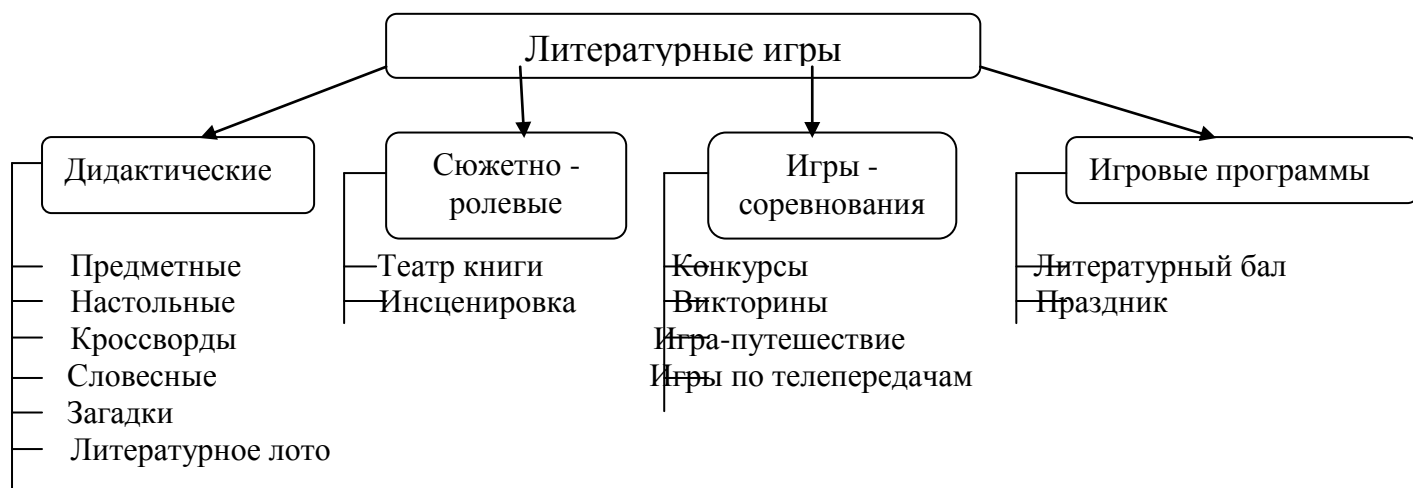 Литературные игры
Дидактические
Сюжетно -
ролевые
Игры -
соревнования
Игровые программы
Предметные
Настольные
Кроссворды
Словесные
Загадки
Литературное лото
Театр книги
Инсценировка
Конкурсы
Викторины
Игра-путешествие
Игры по телепередачам
Литературный бал
Праздник